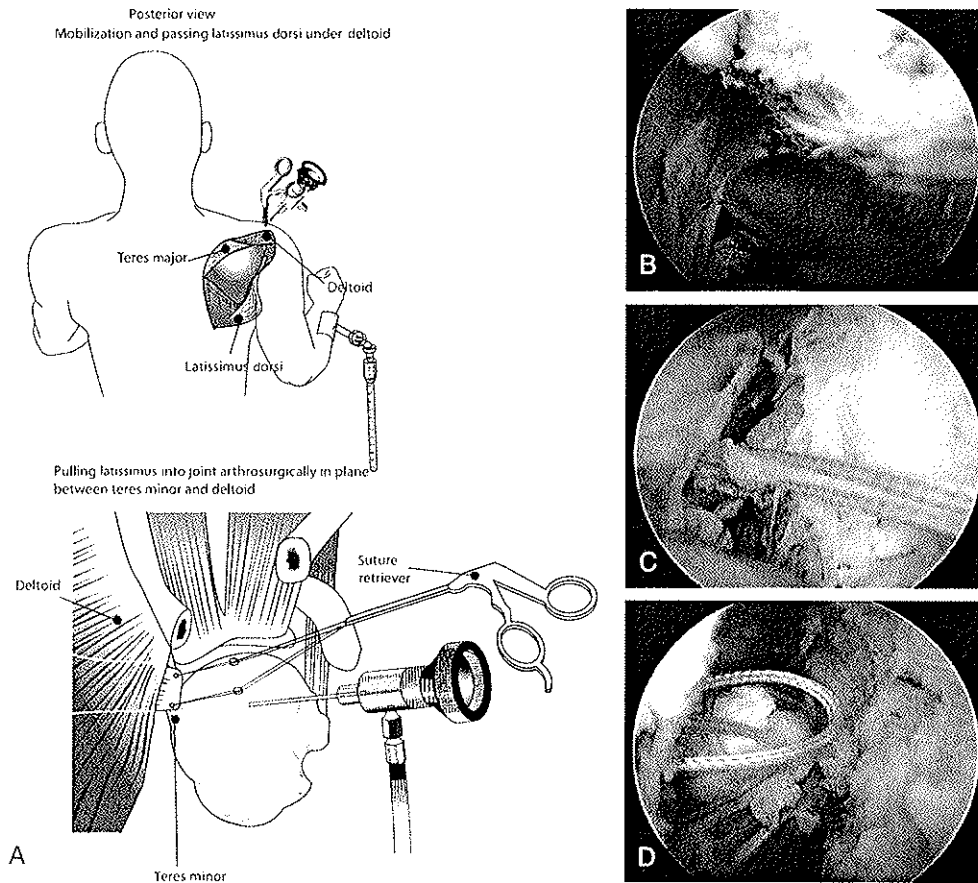 Posterior view
Mobilization and passing latissimus dorsi under deltoid
Teres major
Deltoid
Latissimus dorsi
Pulling latissimus into joint arthrosurgically in plane
between teres minor and deltoid
Deltoid
Suture
retriever
Teres minor
A
B
C
D